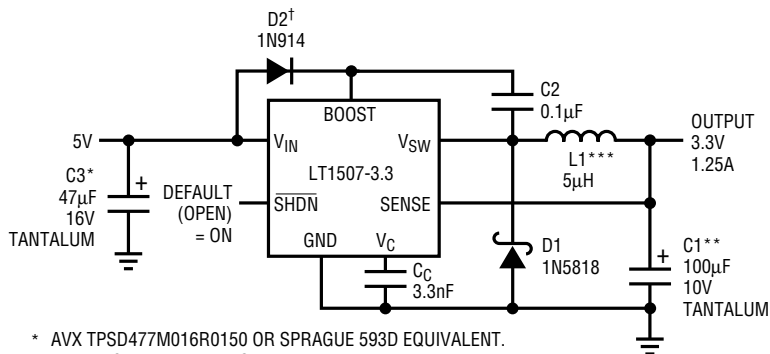 D2†
1N914
BOOST
C2
0.1µF
5V
VIN
VSW
OUTPUT
3.3V
1.25A
C3*
47µF
16V
TANTALUM
LT1507-3.3
L1***
5µH
DEFAULT
(OPEN)
= ON
SHDN
SENSE
GND
VC
D1
1N5818
C1**
100µF
10V
TANTALUM
CC
3.3nF
+
+
* AVX TPSD477M016R0150 OR SPRAGUE 593D EQUIVALENT.